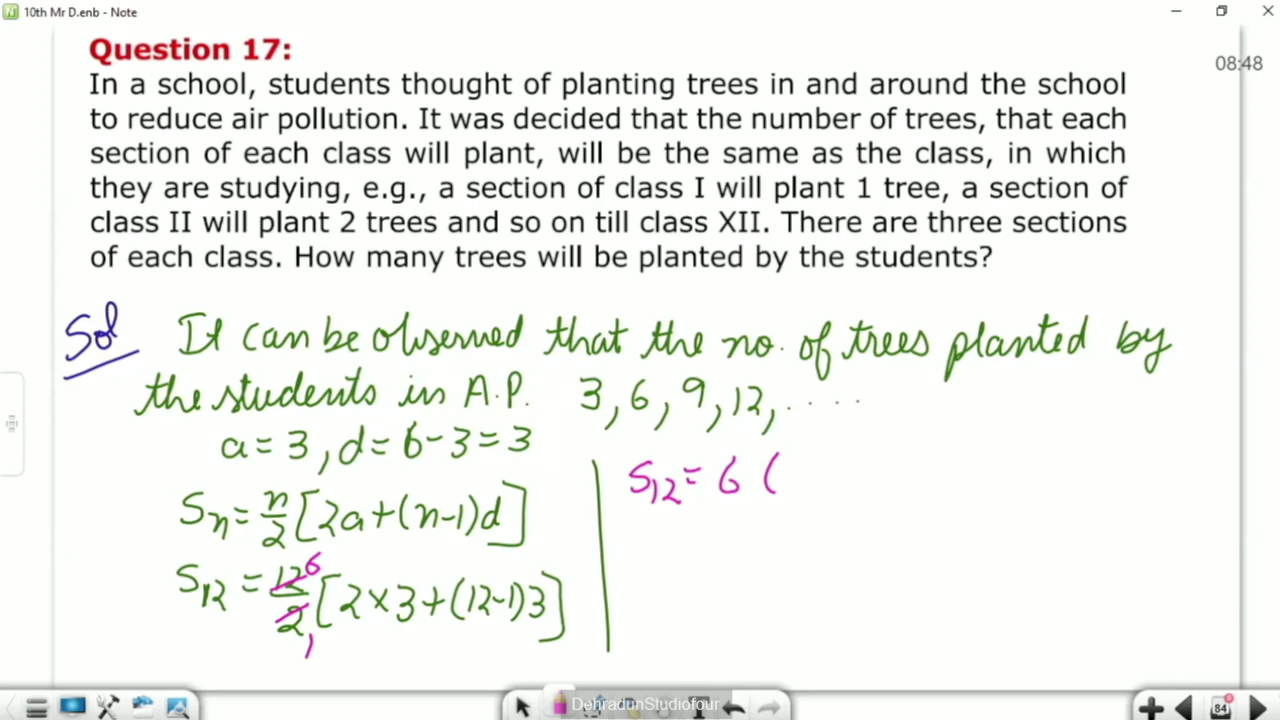 10th Mr D.enb - Note
08:48
Question 17:
In a school, students thought of planting trees in and around the school
to reduce air pollution. It was decided that the number of trees, that each
section of each class will plant, will be the same as the class, in which
they are studying, e.g., a section of class I will plant 1 tree, a section of
class II will plant 2 trees and so on till class XII. There are three sections
of each class. How many trees will be planted by the students?
Sol It can be observed that the no. of trees planted by
the students in A.P. 3, 6, 9, 12, ....
a = 3, d = 6 - 3 = 3
Sn = n/2 [2a + (n-1)d]
S12 = 12/2 6 1 [2 × 3 + (12-1)3]
S12 = 6 (
DehradunStudiofour
84